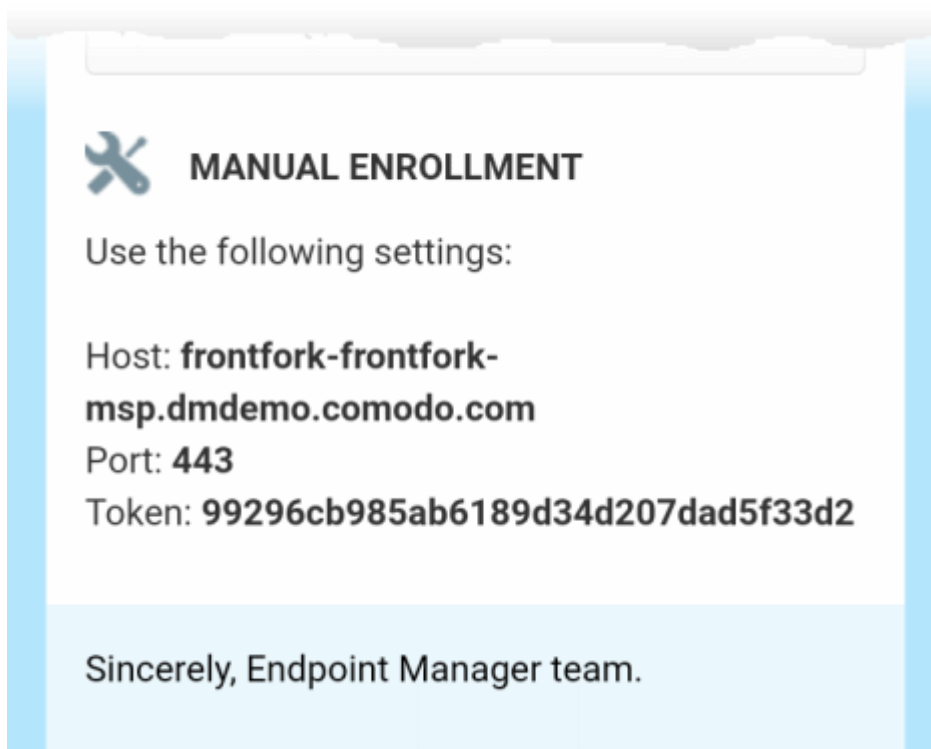 MANUAL ENROLLMENT
Use the following settings:
Host: frontfork-frontfork-
msp.dmdemo.comodo.com
Port: 443
Token: 99296cb985ab6189d34d207dad5f33d2
Sincerely, Endpoint Manager team.